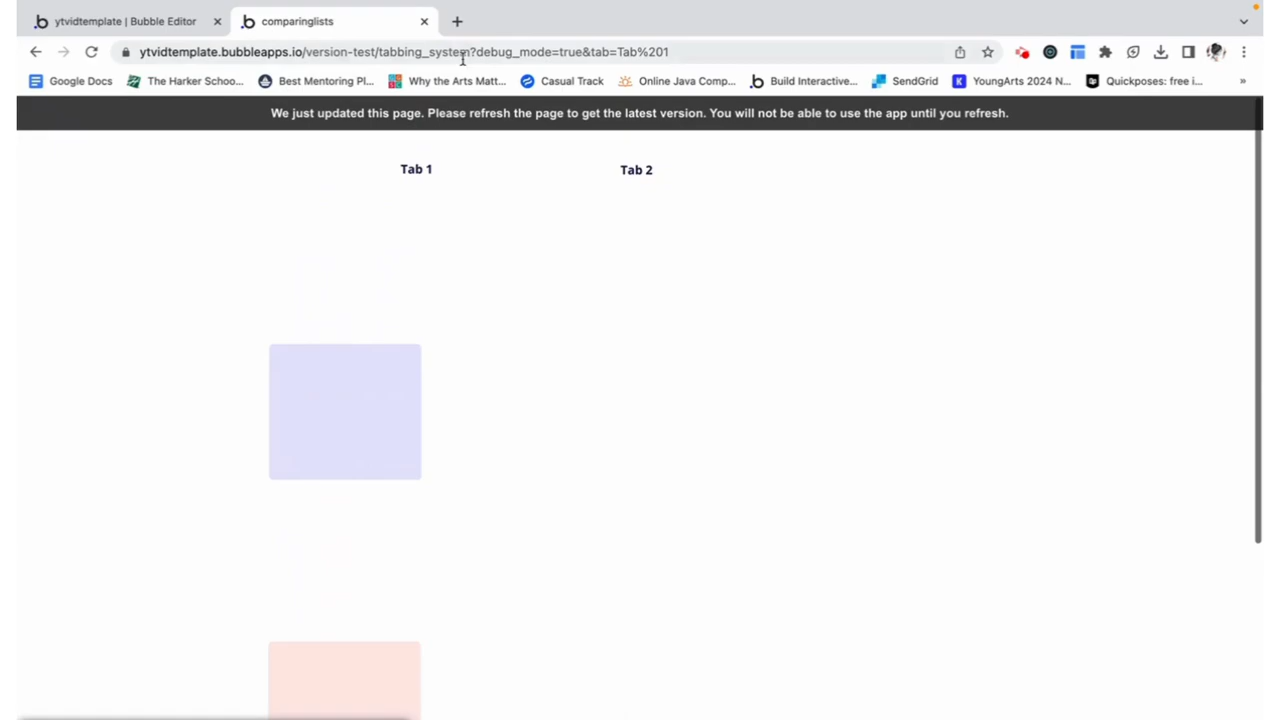 ytvidtemplate | Bubble Editor
comparinglists
ytvidtemplate.bubbleapps.io/version-test/tabbing_system?debug_mode=true&tab=Tab%201
Google Docs
The Harker Schoo...
Best Mentoring Pl...
Why the Arts Matt...
Casual Track
Online Java Comp...
Build Interactive...
SendGrid
YoungArts 2024 N...
Quickposes: free i...
»
We just updated this page. Please refresh the page to get the latest version. You will not be able to use the app until you refresh.
Tab 1
Tab 2